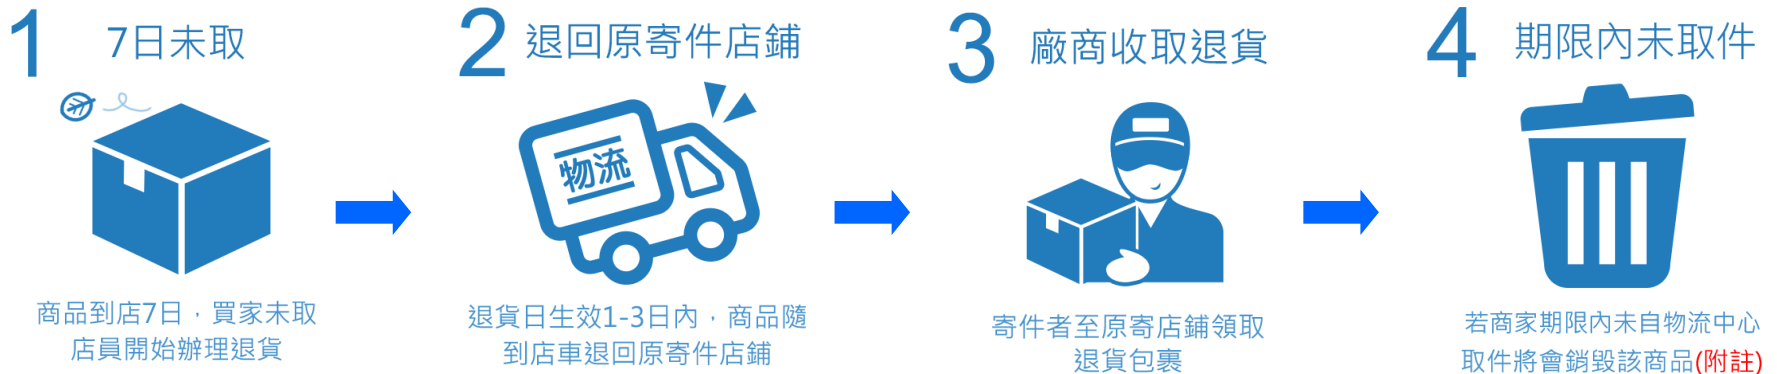 1
7日未取
商品到店7日，買家未取
店員開始辦理退貨
2
退回原寄件店鋪
物流
退貨日生效1-3日內，商品隨
到店車退回原寄件店鋪
3
廠商收取退貨
寄件者至原寄店鋪領取
退貨包裹
4
期限內未取件
若商家期限內未自物流中心
取件將會銷毀該商品(附註)